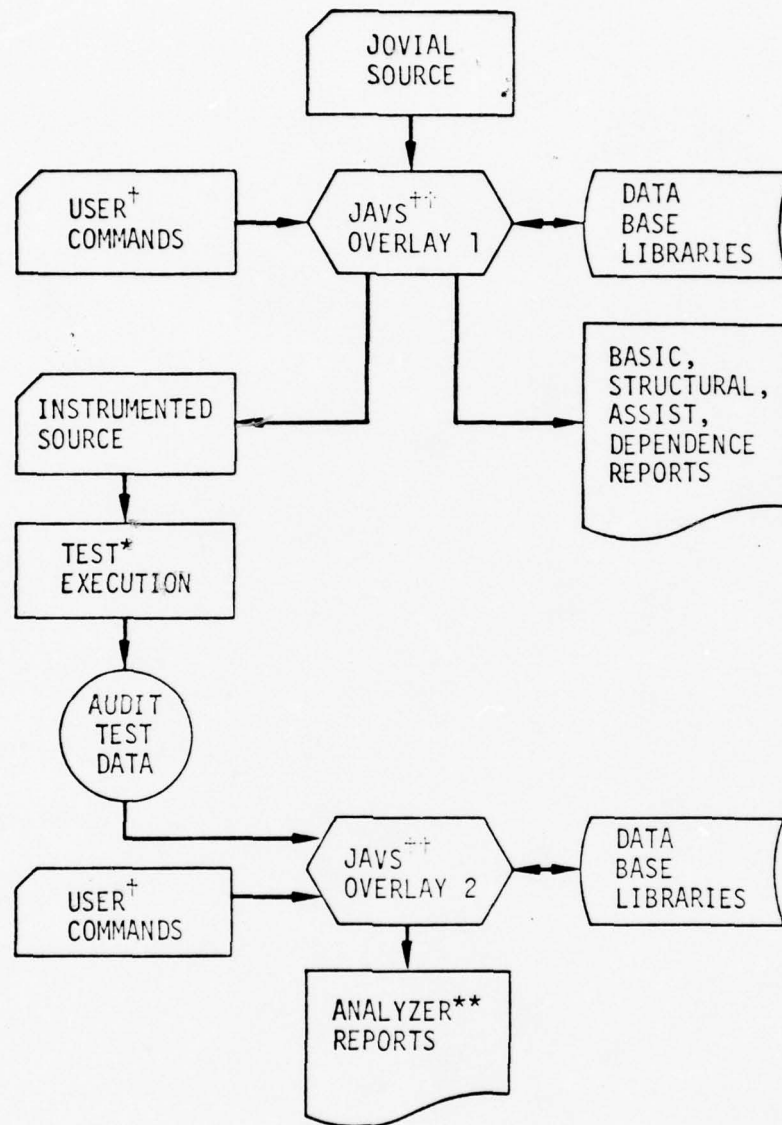 JOVIAL
SOURCE
USER†
COMMANDS
JAVS††
OVERLAY 1
DATA
BASE
LIBRARIES
BASIC,
STRUCTURAL,
ASSIST,
DEPENDENCE
REPORTS
INSTRUMENTED
SOURCE
TEST*
EXECUTION
AUDIT
TEST
DATA
JAVS††
OVERLAY 2
DATA
BASE
LIBRARIES
USER†
COMMANDS
ANALYZER**
REPORTS